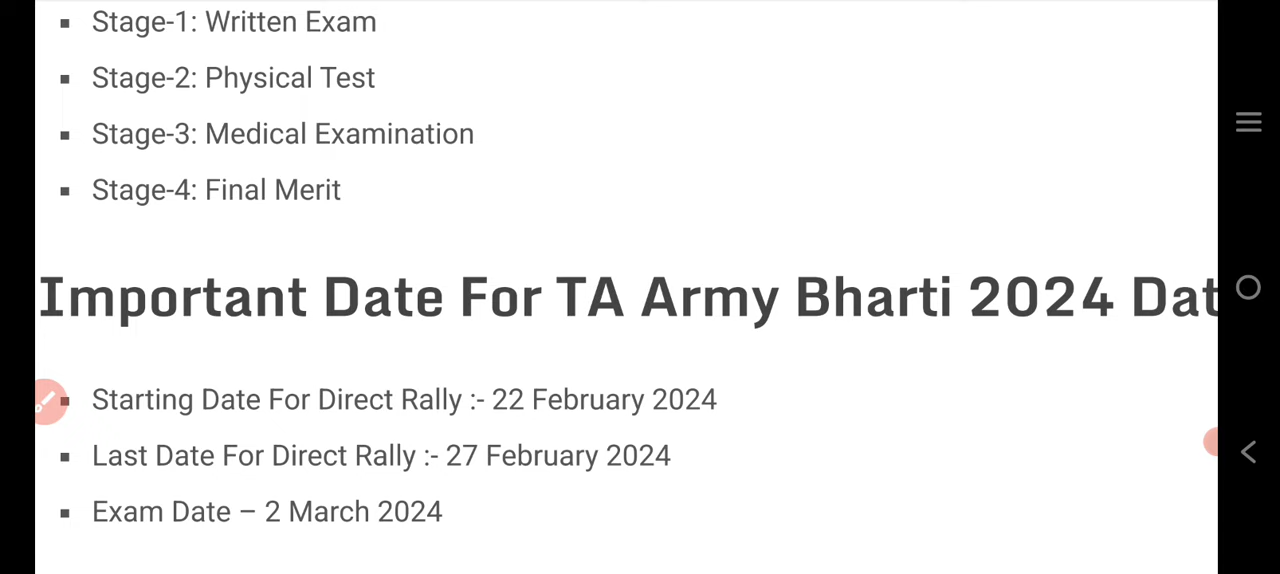 Stage-1: Written Exam
Stage-2: Physical Test
Stage-3: Medical Examination
Stage-4: Final Merit
Important Date For TA Army Bharti 2024 Dat
Starting Date For Direct Rally :- 22 February 2024
Last Date For Direct Rally :- 27 February 2024
Exam Date – 2 March 2024